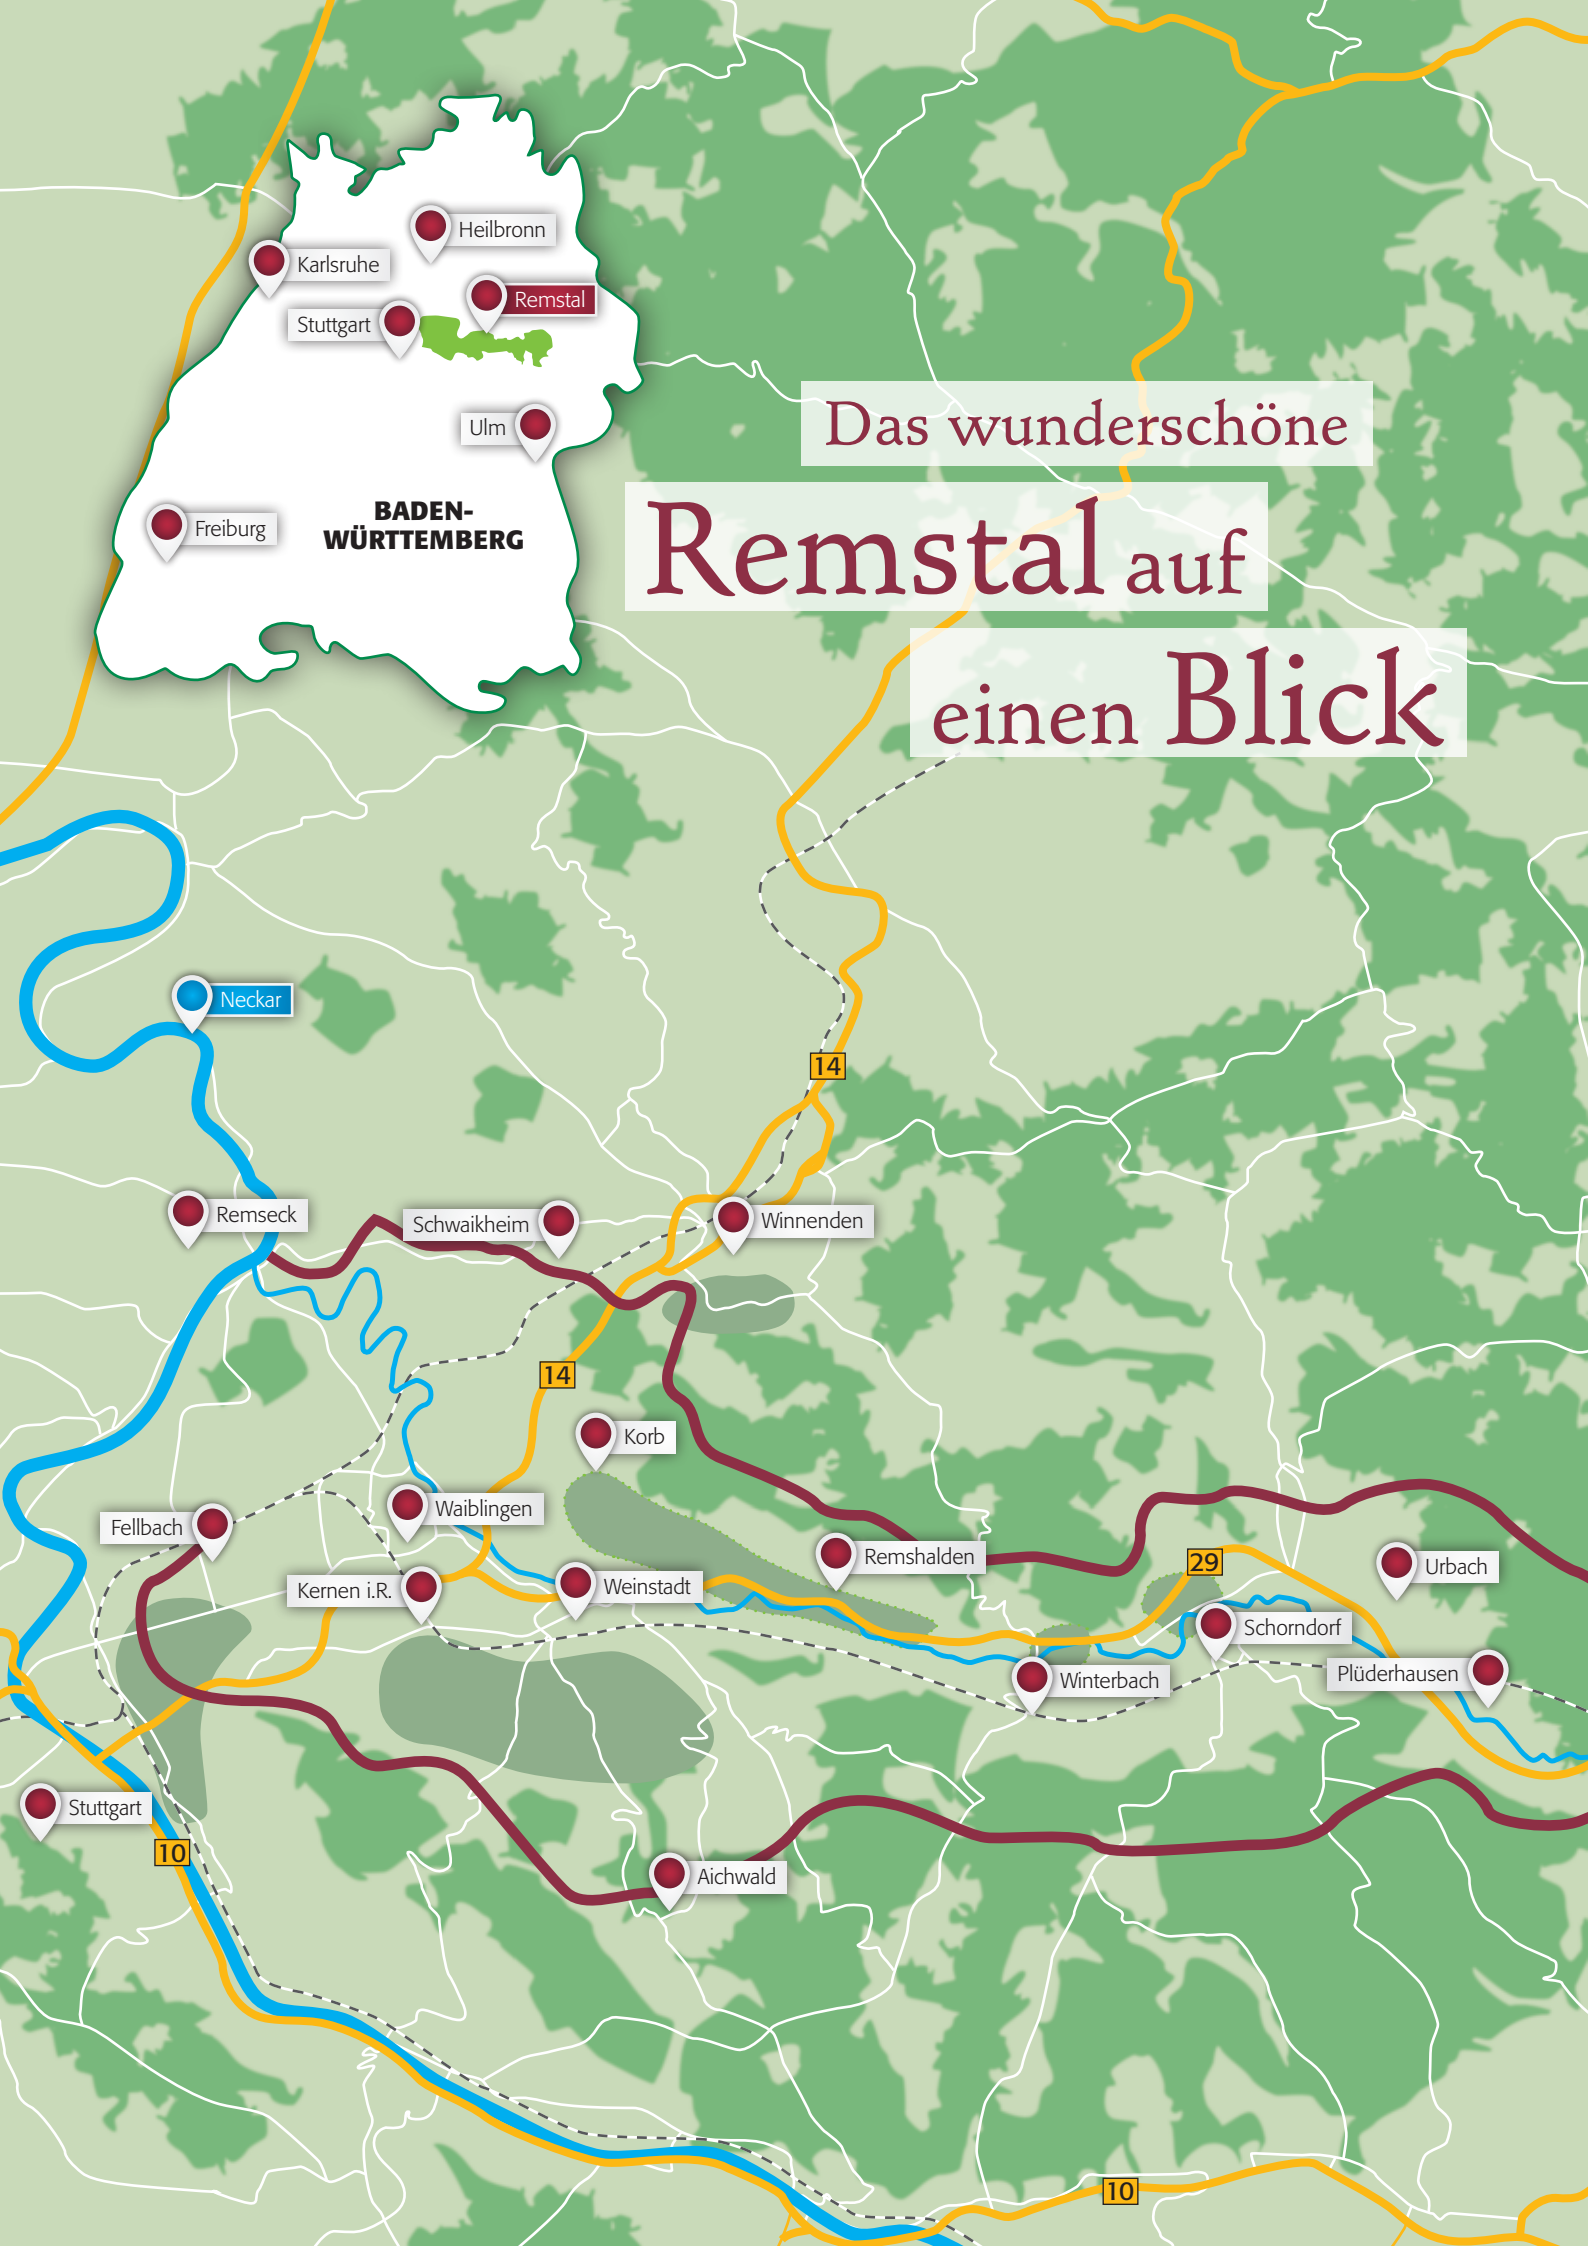 Heilbronn
Karlsruhe
Remstal
Stuttgart
Ulm
BADEN-
WÜRTTEMBERG
Freiburg
Das wunderschöne
Remstal auf
einen Blick
Neckar
14
Remseck
Schwaikheim
Winnenden
14
Korb
Waiblingen
Fellbach
Remshalden
29
Urbach
Kernen i.R.
Weinstadt
Schorndorf
Winterbach
Plüderhausen
Stuttgart
10
Aichwald
10